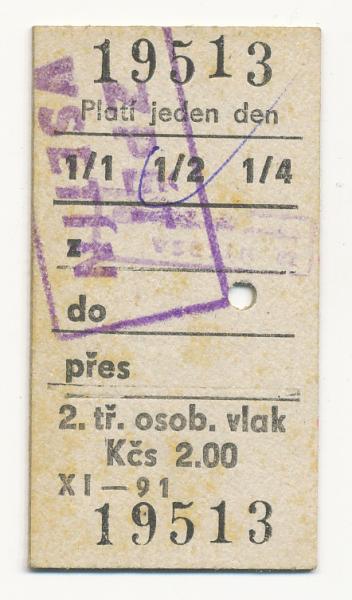 19513
Platí jeden den
1/1 1/2 1/4
z
do
přes
2. tř. osob. vlak
Kčs 2.00
XI—91
19513
VSETÍN